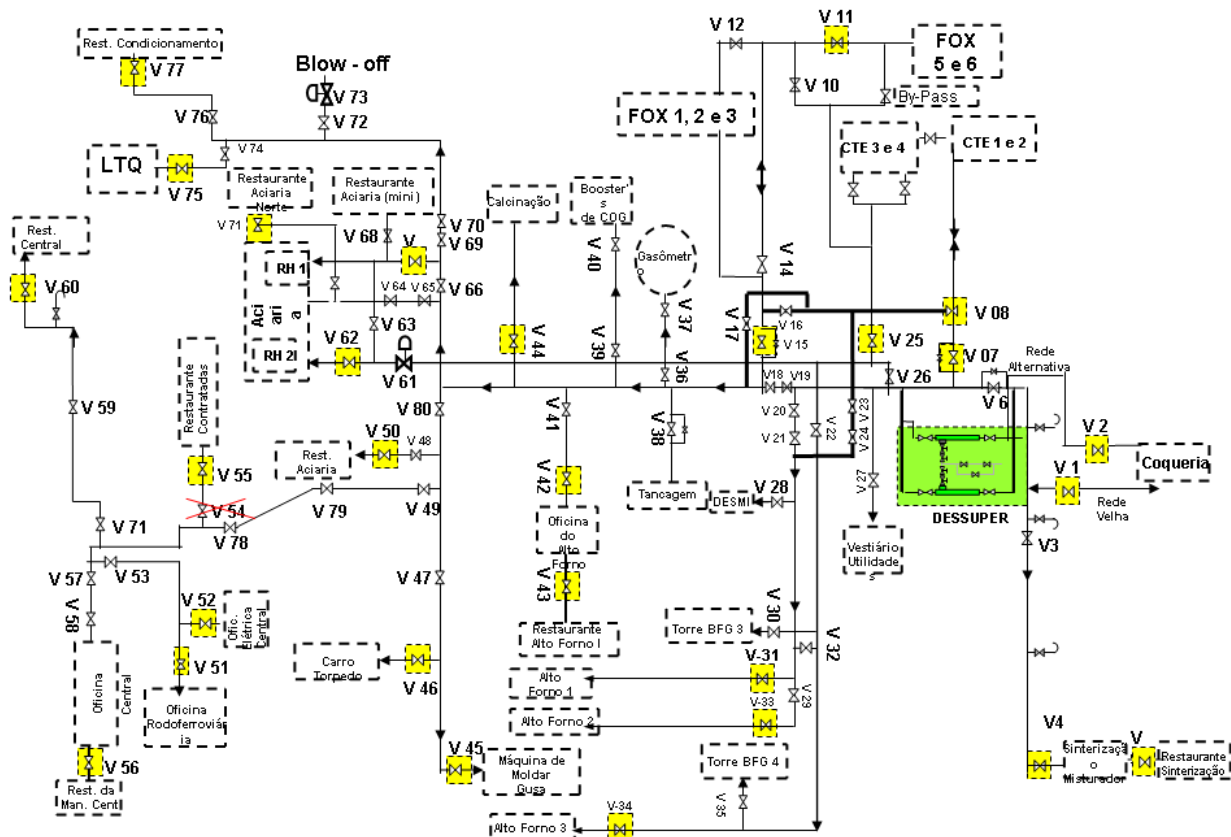 V 12
V 11
Rest. Condicionamento
V 77
Blow - off
FOX
5 e 6
V 73
V 10
By-Pass
V 76
V 72
FOX 1, 2 e 3
V 74
CTE 3 e 4
CTE 1 e 2
LTQ
V 75
Restaurante
Aciaria
Norte
Restaurante
Aciaria (mini)
Calcinação
Booster's
de COG
V 71
V 70
V 68
V 69
Rest.
Central
V
V 40
Gasômetr
o
RH 1
V 14
V 60
V 64
V 65
V 66
Aci
ari
a
V 37
V 17
V 16
V 08
V 63
V 62
V 44
V 39
V 15
V 25
RH 2
V 07
Rede
Alternativa
V 61
V 36
V 26
V18
V19
V 6
Restaurante
Contratadas
V 59
V 80
V 41
V 20
V 23
V 22
V 50
V 48
V 38
V 21
V 24
V 2
V 55
Rest.
Aciaria
V 42
V 27
Coqueria
V 1
Tancagem
V 28
DESMI
Rede
Velha
V 54
V 79
V 49
DESSUPER
V 71
V 78
Oficina
do
Alto
Forno
Vestiário
Utilidade
s
V3
V 57
V 53
V 47
V 43
V 52
Ofic.
Elétrica
Central
V 58
V 30
Restaurante
Alto Forno I
Torre BFG 3
V 32
V 51
Carro
Torpedo
V 46
V-31
Alto
Forno 1
Oficina
Central
V 29
Oficina
Rodoferroviár
ia
V-33
Alto Forno 2
V 45
V4
V
V 56
Máquina de
Moldar
Gusa
Torre BFG 4
Sinterizaçã
o
Misturador
Restaurante
Sinterização
Rest. da
Man. Cent
V 35
V-34
Alto Forno 3